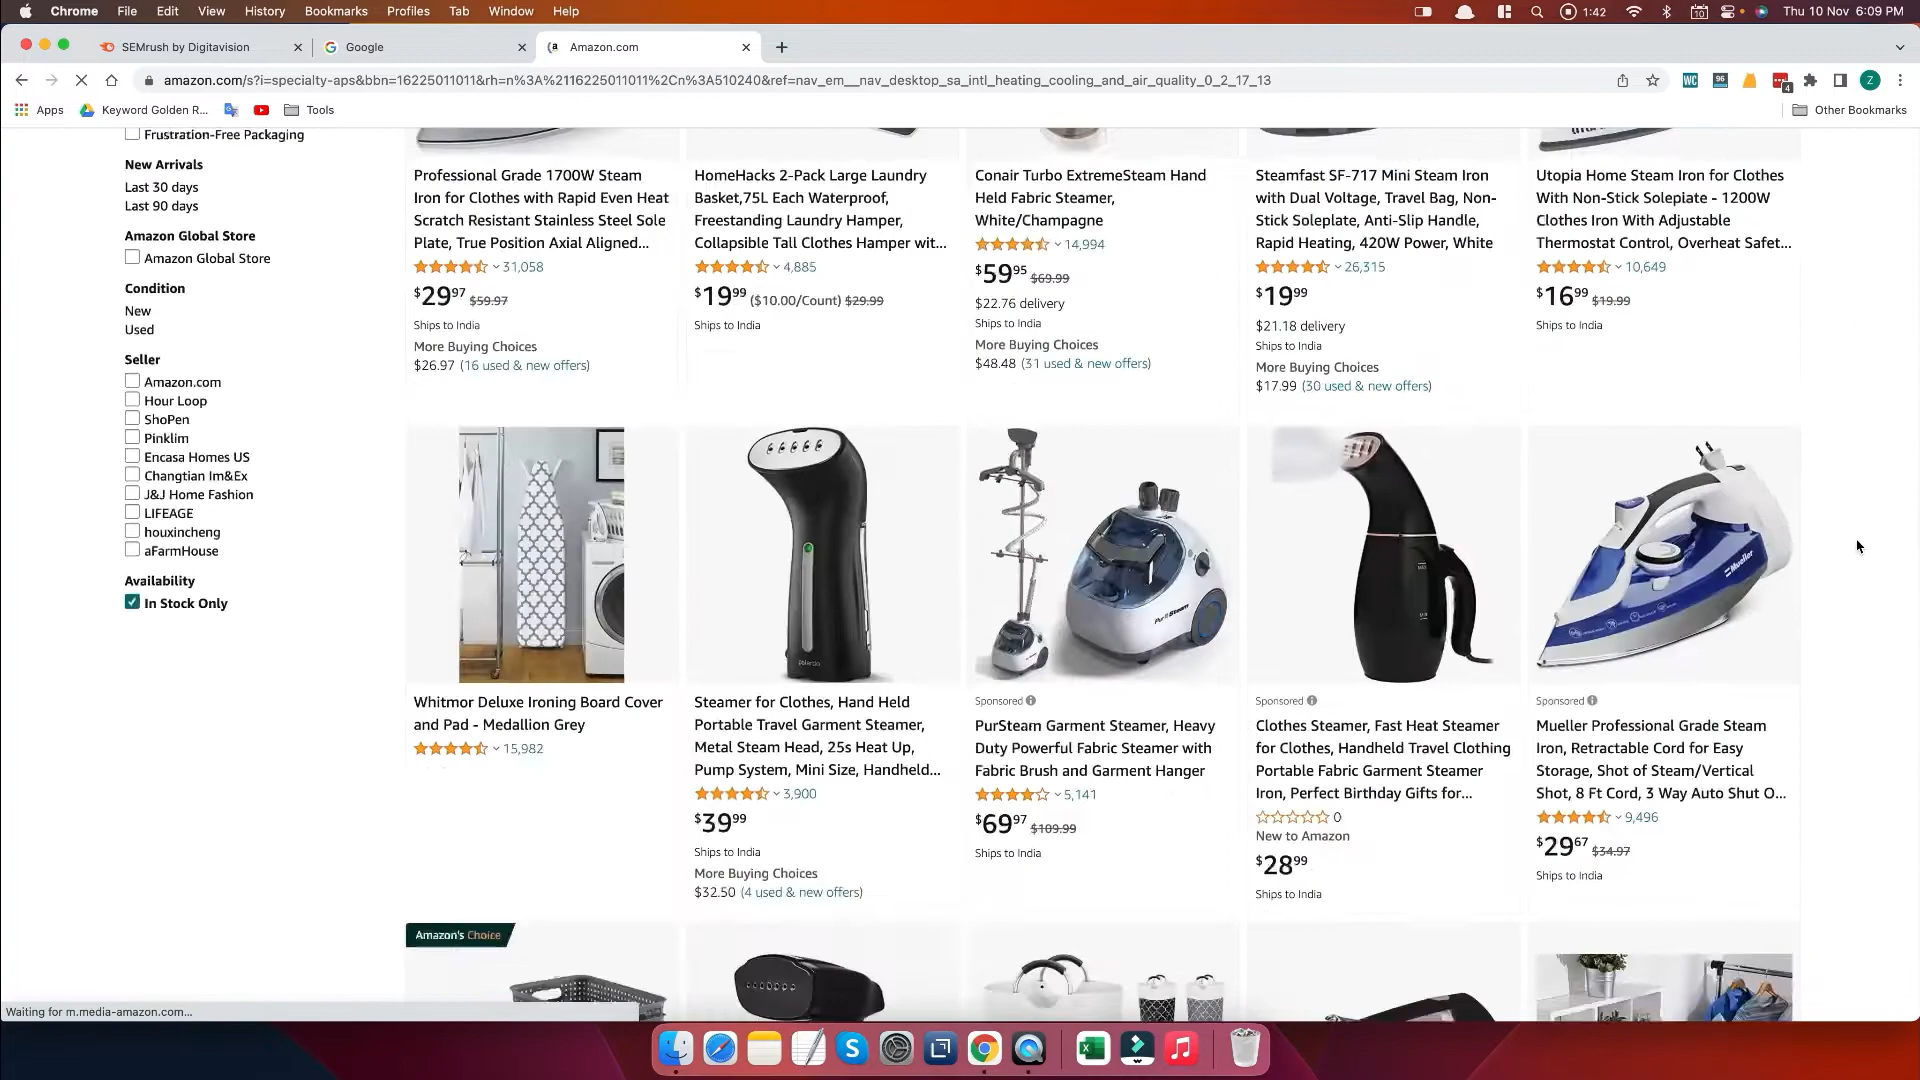 Chrome File Edit View History Bookmarks Profiles Tab Window Help 1:42 10 Thu 10 Nov 6:09 PM
SEMrush by Digitavision Google Amazon.com
amazon.com/s?i=specialty-aps&bbn=16225011011&rh=n%3A%2116225011011%2Cn%3A510240&ref=nav_em__nav_desktop_sa_intl_heating_cooling_and_air_quality_0_2_17_13 WC 96 4 Z
Apps Keyword Golden R... Tools Other Bookmarks
Frustration-Free Packaging
New Arrivals
Last 30 days
Last 90 days
Amazon Global Store
Amazon Global Store
Condition
New
Used
Seller
Amazon.com
Hour Loop
ShoPen
Pinklim
Encasa Homes US
Changtian Im&Ex
J&J Home Fashion
LIFEAGE
houxincheng
aFarmHouse
Availability
In Stock Only
Professional Grade 1700W Steam
Iron for Clothes with Rapid Even Heat
Scratch Resistant Stainless Steel Sole
Plate, True Position Axial Aligned...
31,058
$29 97 $59.97
Ships to India
More Buying Choices
$26.97 (16 used & new offers)
HomeHacks 2-Pack Large Laundry
Basket,75L Each Waterproof,
Freestanding Laundry Hamper,
Collapsible Tall Clothes Hamper wit...
4,885
$19 99 ($10.00/Count) $29.99
Ships to India
Conair Turbo ExtremeSteam Hand
Held Fabric Steamer,
White/Champagne
14,994
$59 95 $69.99
$22.76 delivery
Ships to India
More Buying Choices
$48.48 (31 used & new offers)
Steamfast SF-717 Mini Steam Iron
with Dual Voltage, Travel Bag, Non-
Stick Soleplate, Anti-Slip Handle,
Rapid Heating, 420W Power, White
26,315
$19 99
$21.18 delivery
Ships to India
More Buying Choices
$17.99 (30 used & new offers)
Utopia Home Steam Iron for Clothes
With Non-Stick Soleplate - 1200W
Clothes Iron With Adjustable
Thermostat Control, Overheat Safet...
10,649
$16 99 $19.99
Ships to India
Whitmor Deluxe Ironing Board Cover
and Pad - Medallion Grey
15,982
polardo
Steamer for Clothes, Hand Held
Portable Travel Garment Steamer,
Metal Steam Head, 25s Heat Up,
Pump System, Mini Size, Handheld...
3,900
$39 99
Ships to India
More Buying Choices
$32.50 (4 used & new offers)
PurSteam
Sponsored
PurSteam Garment Steamer, Heavy
Duty Powerful Fabric Steamer with
Fabric Brush and Garment Hanger
5,141
$69 97 $109.99
Ships to India
MAX
Sponsored
Clothes Steamer, Fast Heat Steamer
for Clothes, Handheld Travel Clothing
Portable Fabric Garment Steamer
Iron, Perfect Birthday Gifts for...
0
New to Amazon
$28 99
Ships to India
Mueller
Sponsored
Mueller Professional Grade Steam
Iron, Retractable Cord for Easy
Storage, Shot of Steam/Vertical
Shot, 8 Ft Cord, 3 Way Auto Shut O...
9,496
$29 67 $34.97
Ships to India
Amazon's Choice
Waiting for m.media-amazon.com...